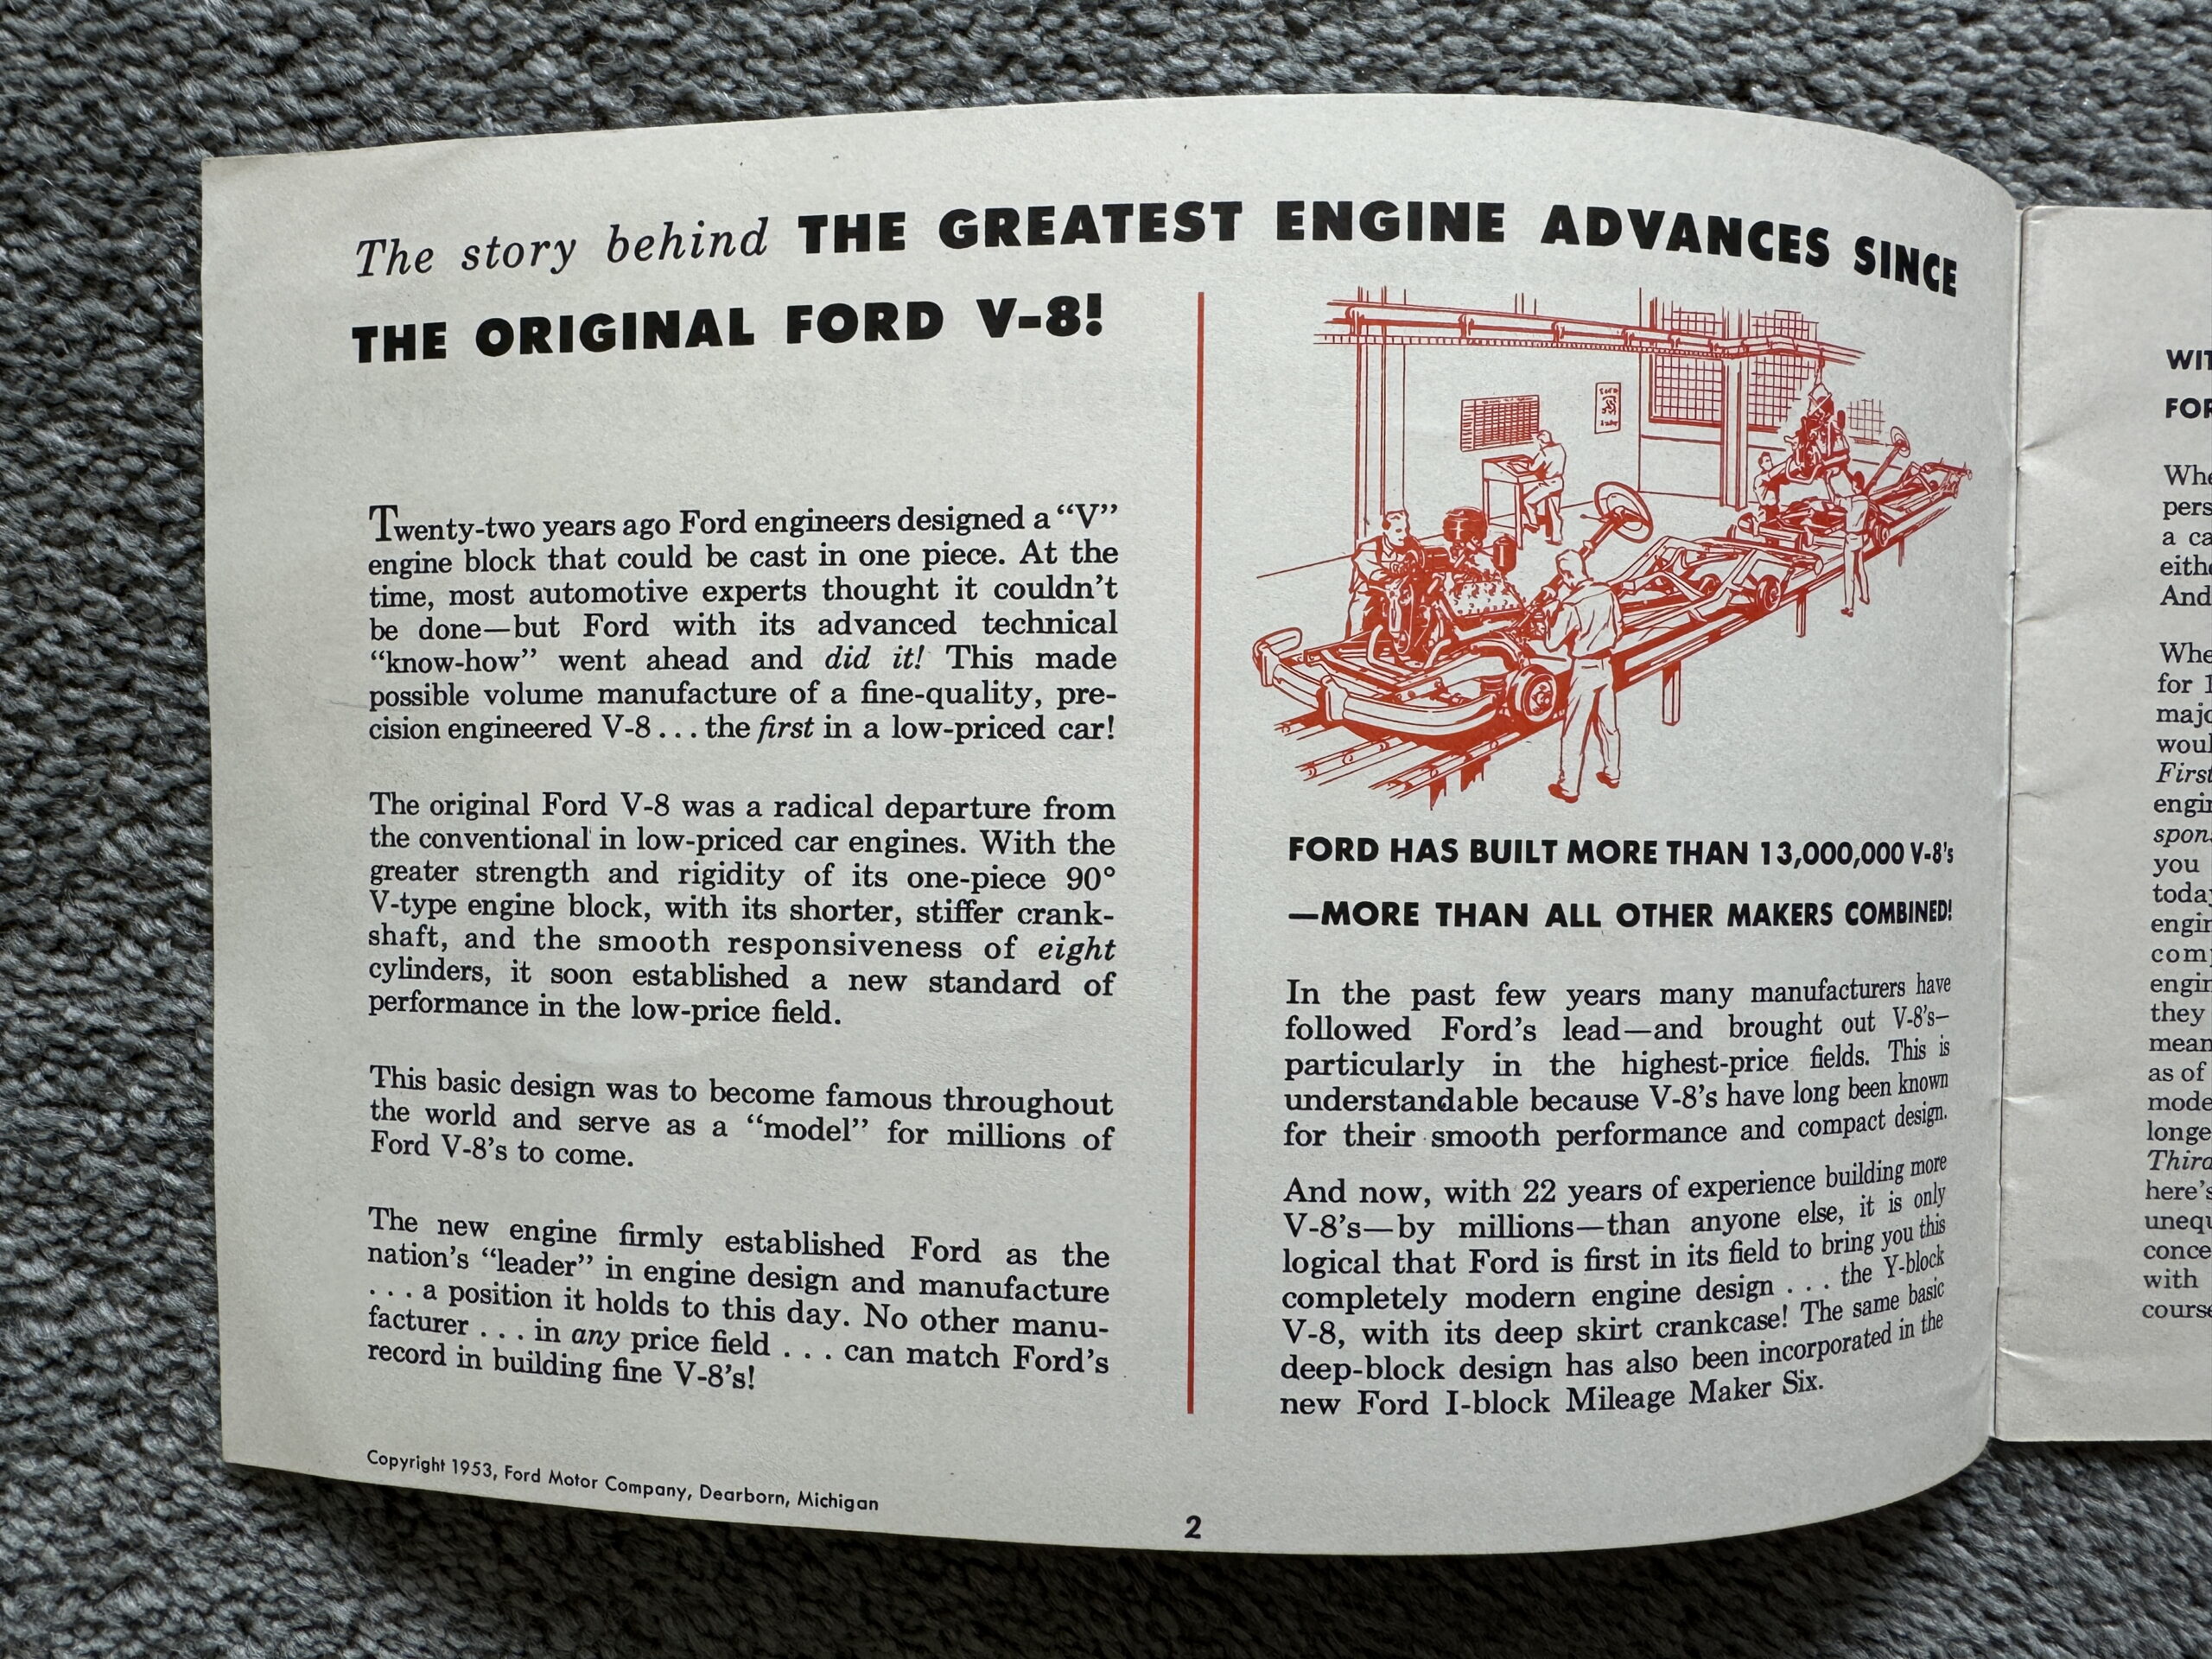 The story behind THE GREATEST ENGINE ADVANCES SINCE
THE ORIGINAL FORD V-8!
Twenty-two years ago Ford engineers designed a “V”
engine block that could be cast in one piece. At the
time, most automotive experts thought it couldn’t
be done—but Ford with its advanced technical
“know-how” went ahead and did it! This made
possible volume manufacture of a fine-quality, pre-
cision engineered V-8 . . . the first in a low-priced car!
The original Ford V-8 was a radical departure from
the conventional in low-priced car engines. With the
greater strength and rigidity of its one-piece 90°
V-type engine block, with its shorter, stiffer crank-
shaft, and the smooth responsiveness of eight
cylinders, it soon established a new standard of
performance in the low-price field.
This basic design was to become famous throughout
the world and serve as a “model” for millions of
Ford V-8’s to come.
The new engine firmly established Ford as the
nation’s “leader” in engine design and manufacture
. . . a position it holds to this day. No other manu-
facturer . . . in any price field . . . can match Ford’s
record in building fine V-8’s!
Copyright 1953, Ford Motor Company, Dearborn, Michigan
FORD HAS BUILT MORE THAN 13,000,000 V-8’s
—MORE THAN ALL OTHER MAKERS COMBINED!
In the past few years many manufacturers have
followed Ford’s lead—and brought out V-8’s—
particularly in the highest-price fields. This is
understandable because V-8’s have long been known
for their smooth performance and compact design.
And now, with 22 years of experience building more
V-8’s—by millions—than anyone else, it is only
logical that Ford is first in its field to bring you this
completely modern engine design . . . the Y-block
V-8, with its deep skirt crankcase! The same basic
deep-block design has also been incorporated in the
new Ford I-block Mileage Maker Six.
2
for
you
they
as of
with